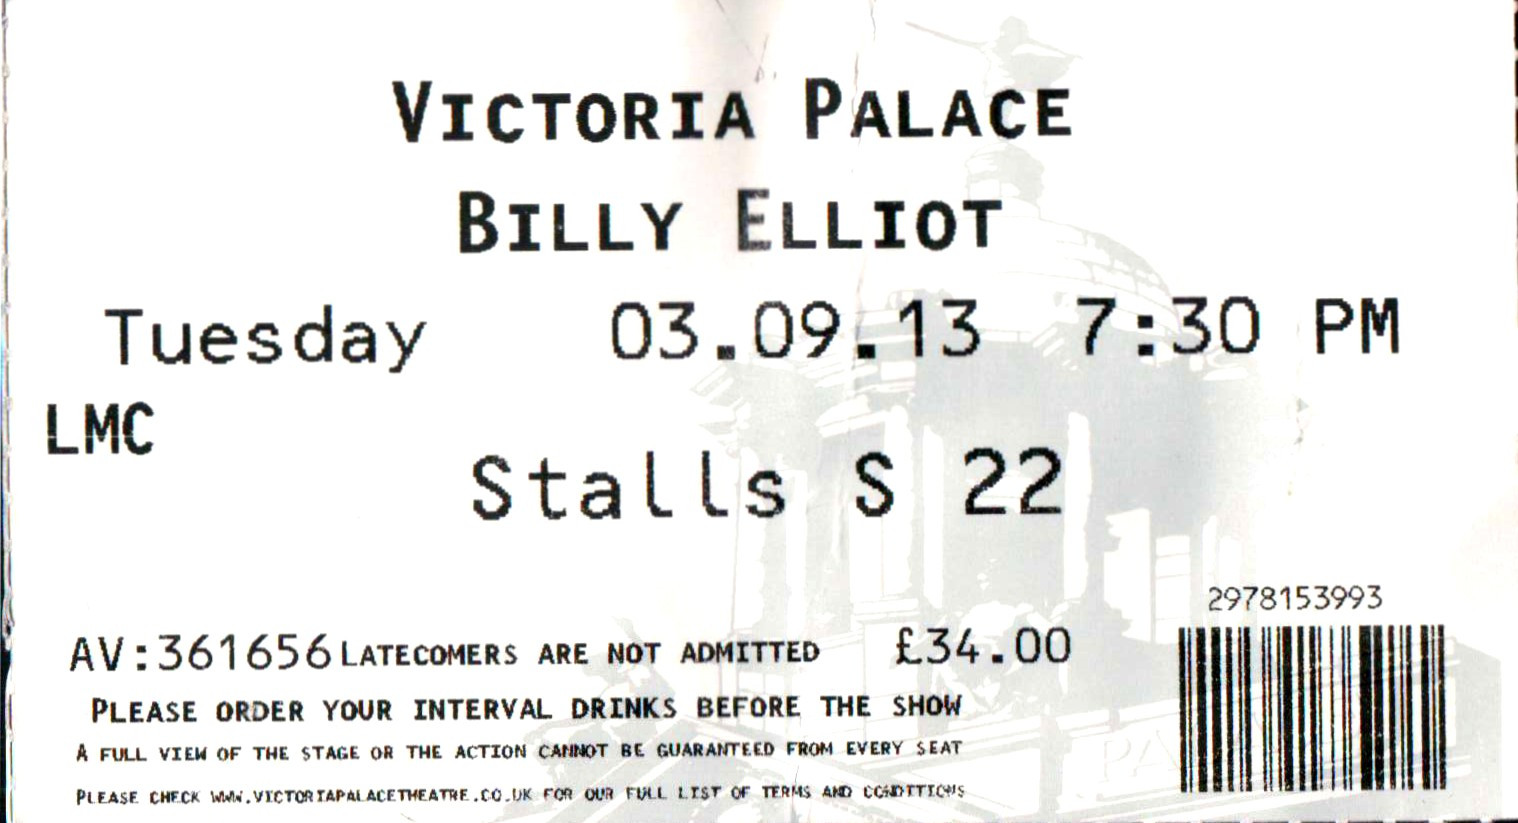 VICTORIA PALACE
BILLY ELLIOT
Tuesday 03.09.13 7:30 PM
LMC
Stalls S 22
2978153993
AV:361656 LATECOMERS ARE NOT ADMITTED £34.00
PLEASE ORDER YOUR INTERVAL DRINKS BEFORE THE SHOW
A FULL VIEW OF THE STAGE OR THE ACTION CANNOT BE GUARANTEED FROM EVERY SEAT
PLEASE CHECK WWW.VICTORIAPALACETHEATRE.CO.UK FOR OUR FULL LIST OF TERMS AND CONDITIONS
PA